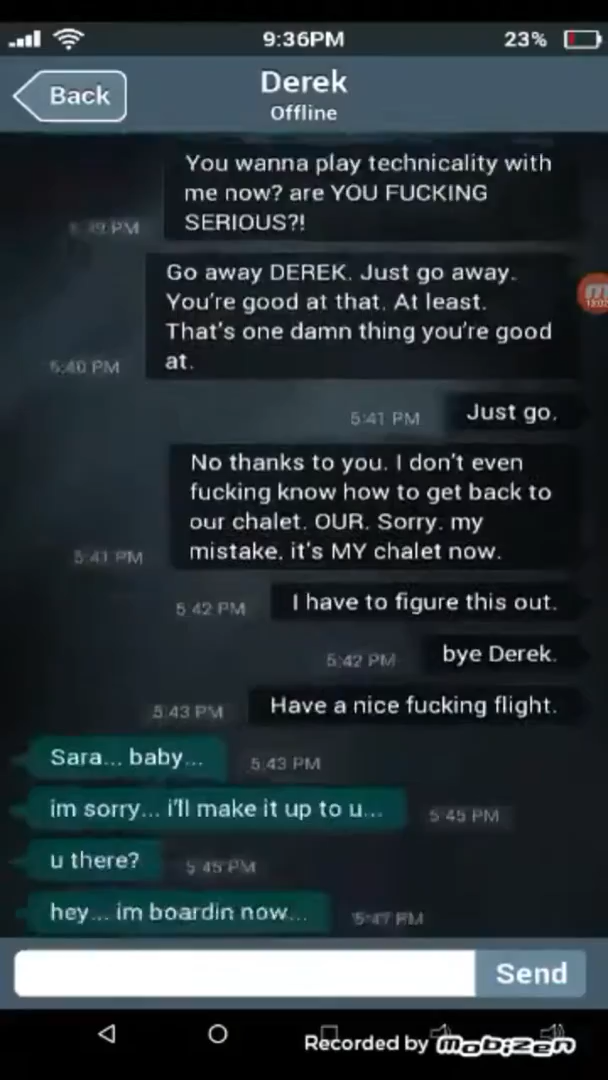 9:36PM
23%
Back
Derek
Offline
You wanna play technicality with
me now? are YOU FUCKING
SERIOUS?!
PM
Go away DEREK. Just go away.
You're good at that. At least.
That's one damn thing you're good
at.
5:40 PM
5:41 PM
Just go.
No thanks to you. I don't even
fucking know how to get back to
our chalet. OUR. Sorry. my
mistake. it's MY chalet now.
5:41 PM
5:42 PM
I have to figure this out.
5:42 PM
bye Derek.
5:43 PM
Have a nice fucking flight.
Sara... baby...
5:43 PM
im sorry... i'll make it up to u...
5:45 PM
u there?
5:45 PM
hey... im boardin now...
5:47 PM
Send
Recorded by mobizen